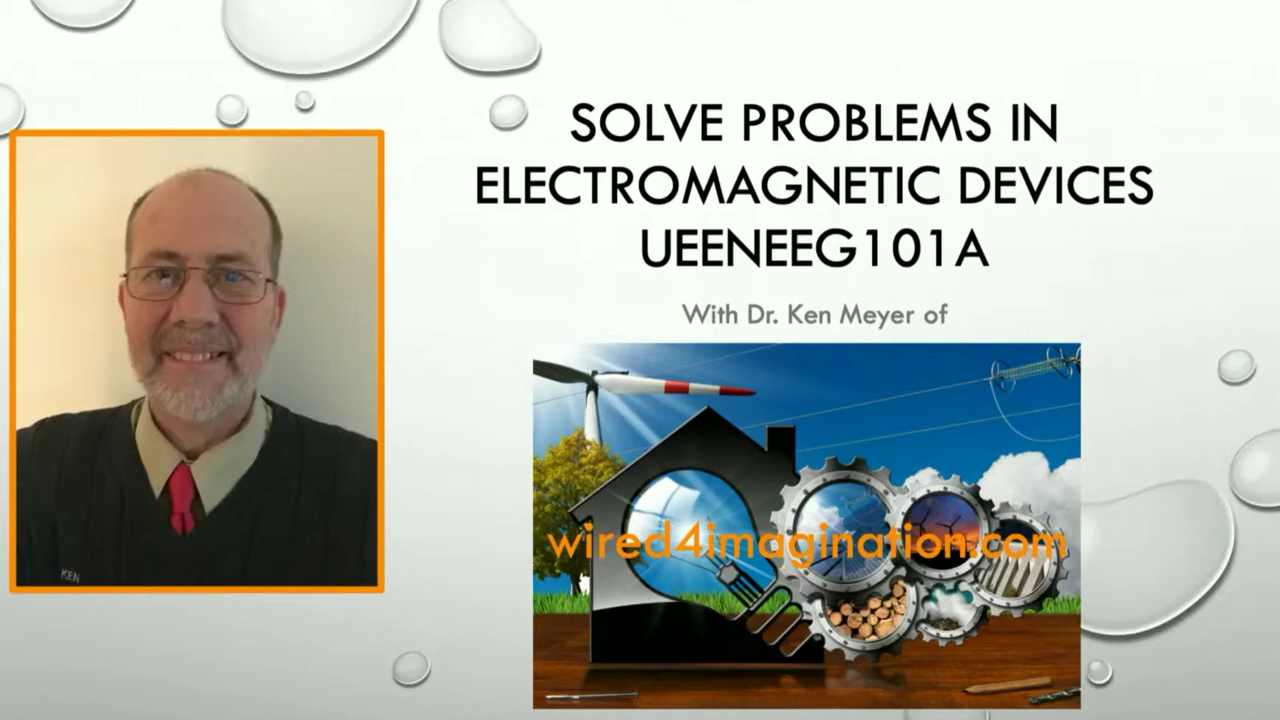 SOLVE PROBLEMS IN
ELECTROMAGNETIC DEVICES
UEENEEG101A
With Dr. Ken Meyer of
wired4imagination.com
KEN